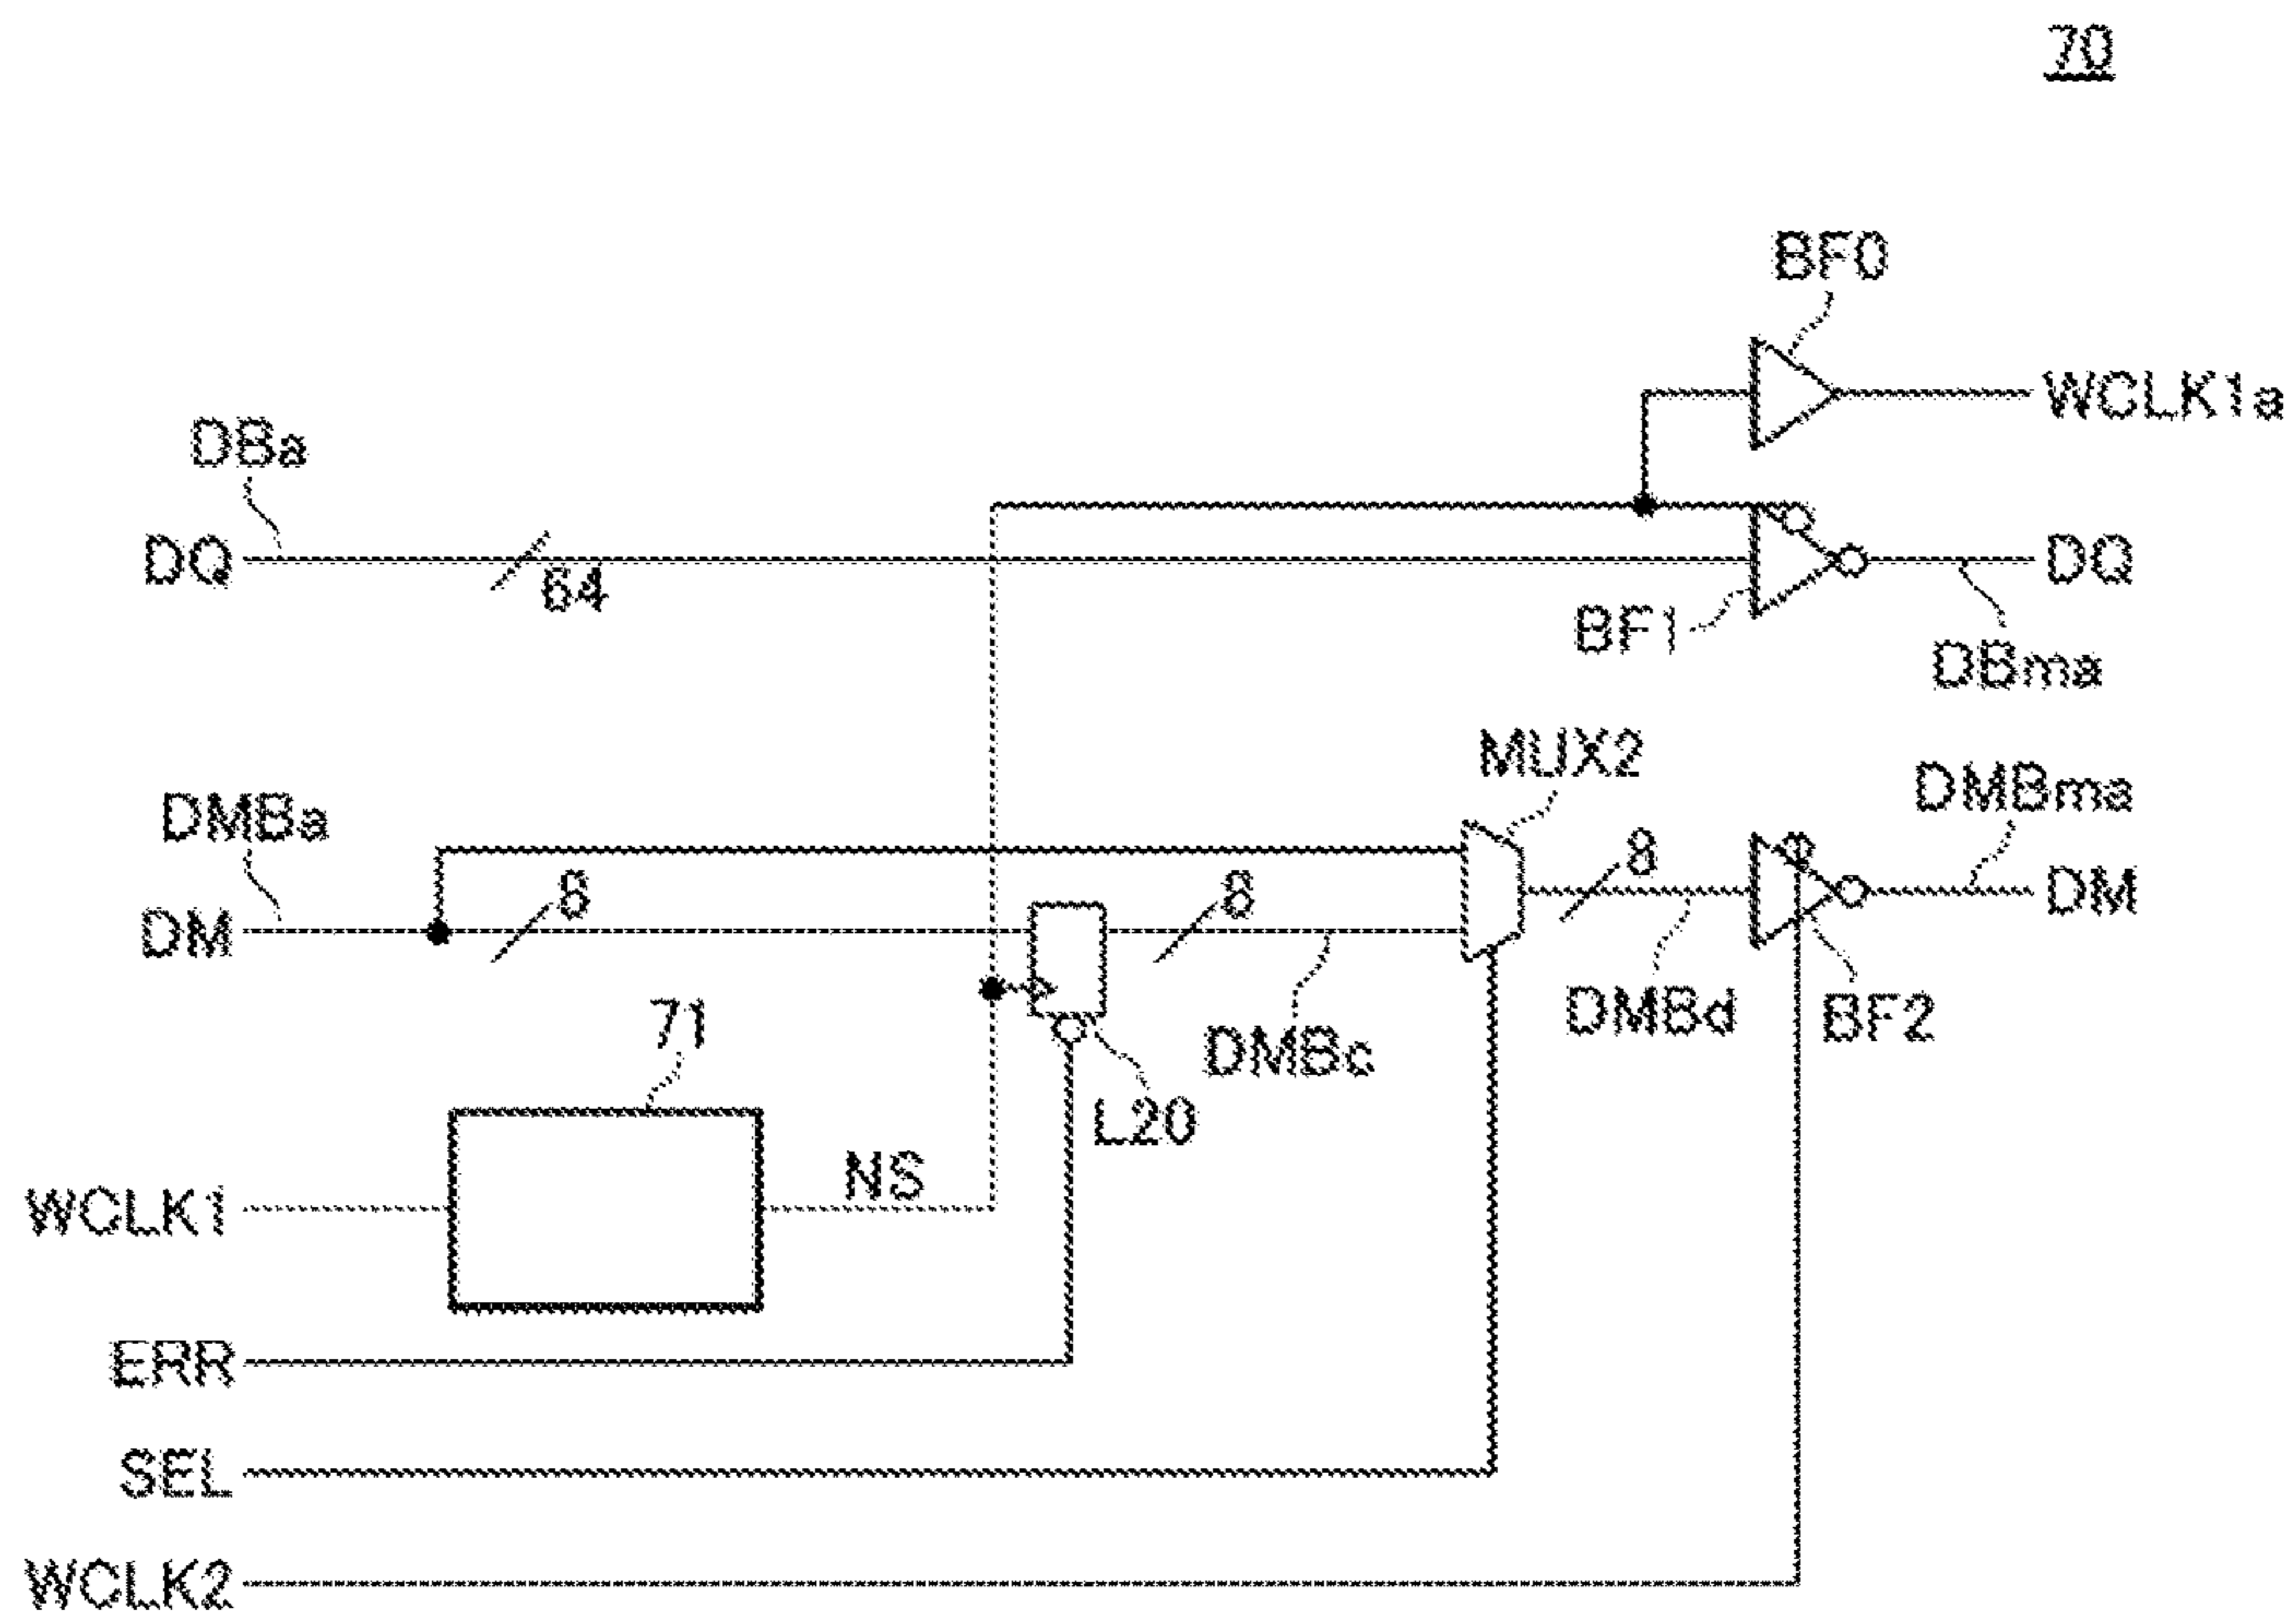 70
BF0
WCLK1a
DBa
DQ
64
BF1
DQ
DBma
MUX2
DMBa
DM
8
8
8
DMBma
DM
DMBc
DMBd
BF2
71
L20
WCLK1
NS
ERR
SEL
WCLK2